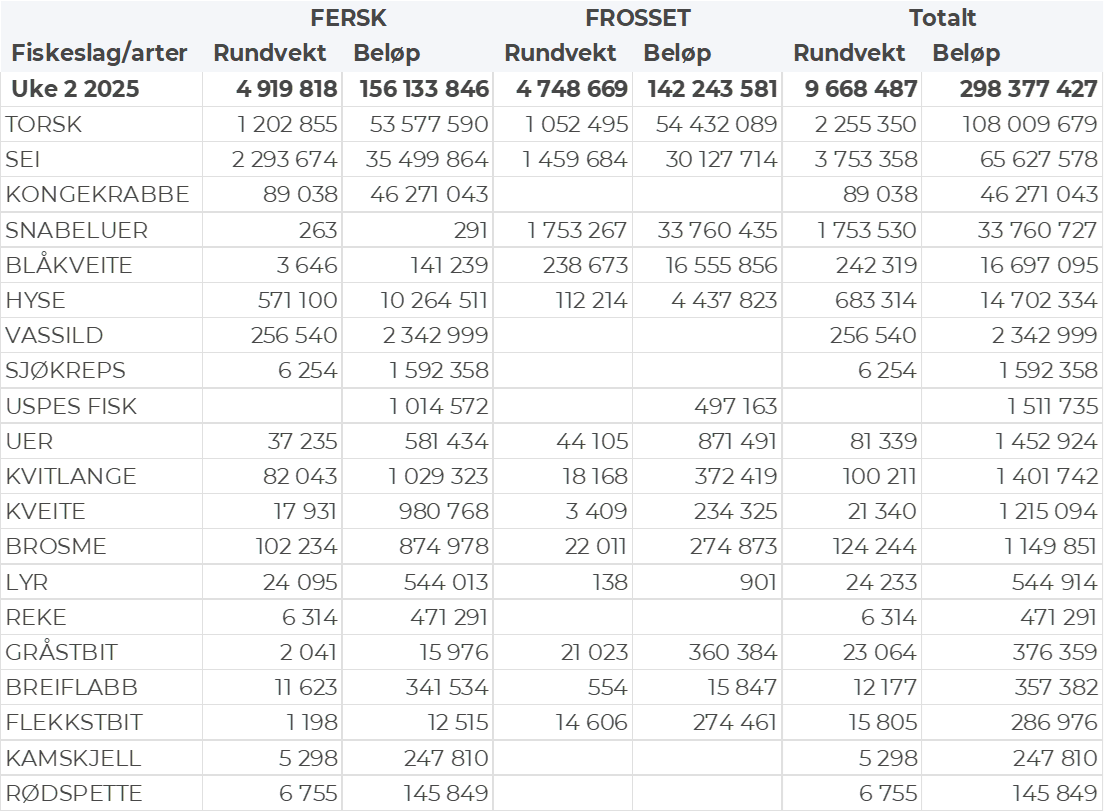 FERSK FROSSET Totalt
Fiskeslag/arter Rundvekt Beløp Rundvekt Beløp Rundvekt Beløp
Uke 2 2025 4 919 818 156 133 846 4 748 669 142 243 581 9 668 487 298 377 427
TORSK 1 202 855 53 577 590 1 052 495 54 432 089 2 255 350 108 009 679
SEI 2 293 674 35 499 864 1 459 684 30 127 714 3 753 358 65 627 578
KONGEKRABBE 89 038 46 271 043 89 038 46 271 043
SNABELUER 263 291 1 753 267 33 760 435 1 753 530 33 760 727
BLÅKVEITE 3 646 141 239 238 673 16 555 856 242 319 16 697 095
HYSE 571 100 10 264 511 112 214 4 437 823 683 314 14 702 334
VASSILD 256 540 2 342 999 256 540 2 342 999
SJØKREPS 6 254 1 592 358 6 254 1 592 358
USPES FISK 1 014 572 497 163 1 511 735
UER 37 235 581 434 44 105 871 491 81 339 1 452 924
KVITLANGE 82 043 1 029 323 18 168 372 419 100 211 1 401 742
KVEITE 17 931 980 768 3 409 234 325 21 340 1 215 094
BROSME 102 234 874 978 22 011 274 873 124 244 1 149 851
LYR 24 095 544 013 138 901 24 233 544 914
REKE 6 314 471 291 6 314 471 291
GRÅSTBIT 2 041 15 976 21 023 360 384 23 064 376 359
BREIFLABB 11 623 341 534 554 15 847 12 177 357 382
FLEKKSTBIT 1 198 12 515 14 606 274 461 15 805 286 976
KAMSKJELL 5 298 247 810 5 298 247 810
RØDSPETTE 6 755 145 849 6 755 145 849